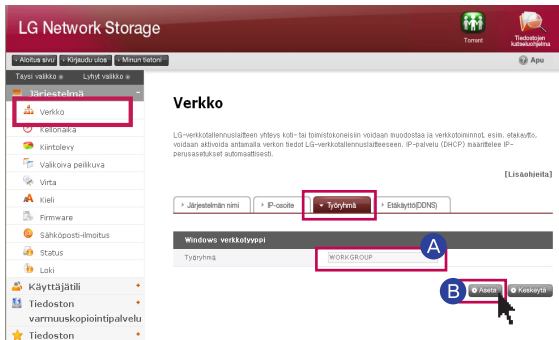 LG Network Storage
Torrent
Tiedostojen
katseluohjelma
Aloitus sivu
Kirjaudu ulos
Minun tietoni
Apu
Täysi valikko
Lyhyt valikko
Järjestelmä
Verkko
Kellonaika
Kiintolevy
Valikoiva peilikuva
Virta
Kieli
Firmware
Sähköposti-ilmoitus
Status
Loki
Käyttäjätili
Tiedoston
varmuuskopiointipalvelu
Tiedoston
Verkko
LG-verkkotallennuslaitteen yhteys koti- tai toimistokoneisiin voidaan muodostaa ja verkkotoiminnot, esim. etäkäyttö,
voidaan aktivoida antamalla verkon tiedot LG-verkkotallennuslaitteeseen. IP-palvelu (DHCP) määrittelee IP-
perusasetukset automaattisesti.
[Lisäohjeita]
Järjestelmän nimi
IP-osoite
Työryhmä
Etäkäyttö(DDNS)
Windows verkkotyyppi
Työryhmä
WORKGROUP
A
B
Aseta
Keskeytä